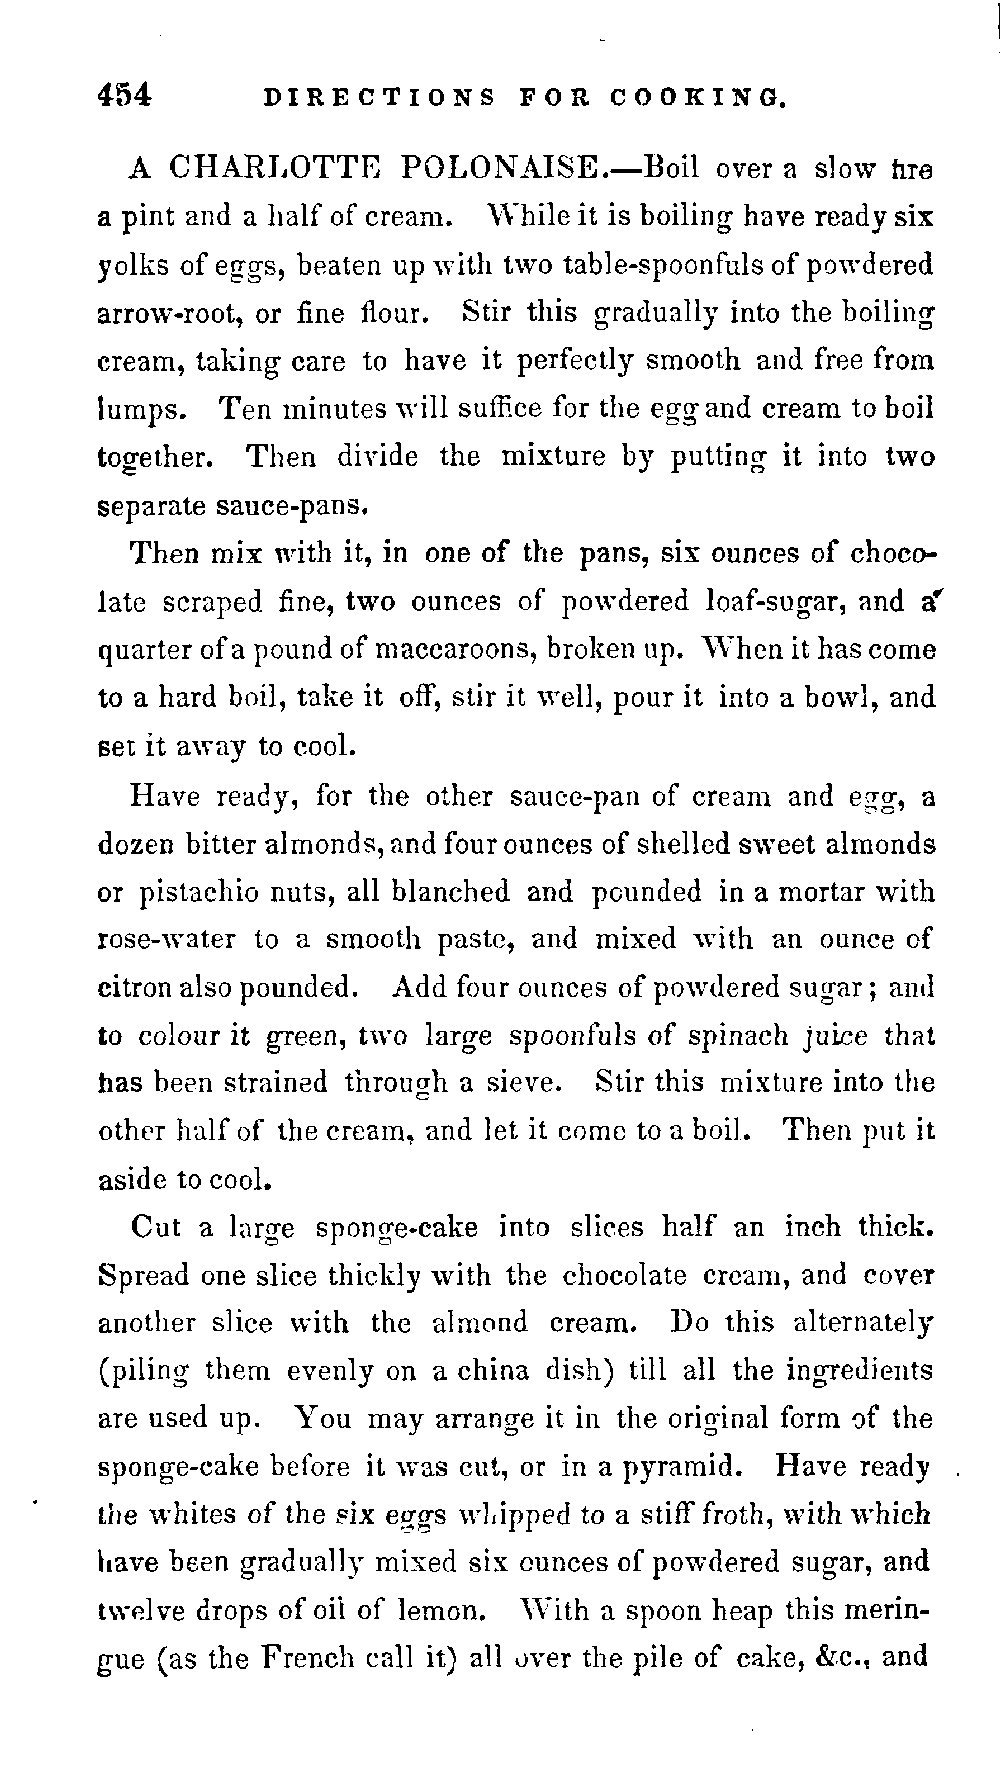 454 DIRECTIONS FOR COOKING.
A CHARLOTTE POLONAISE.—Boil over a slow fire
a pint and a half of cream. While it is boiling have ready six
yolks of eggs, beaten up with two table-spoonfuls of powdered
arrow-root, or fine flour. Stir this gradually into the boiling
cream, taking care to have it perfectly smooth and free from
lumps. Ten minutes will suffice for the egg and cream to boil
together. Then divide the mixture by putting it into two
separate sauce-pans.
Then mix with it, in one of the pans, six ounces of choco-
late scraped fine, two ounces of powdered loaf-sugar, and a
quarter of a pound of maccaroons, broken up. When it has come
to a hard boil, take it off, stir it well, pour it into a bowl, and
set it away to cool.
Have ready, for the other sauce-pan of cream and egg, a
dozen bitter almonds, and four ounces of shelled sweet almonds
or pistachio nuts, all blanched and pounded in a mortar with
rose-water to a smooth paste, and mixed with an ounce of
citron also pounded. Add four ounces of powdered sugar; and
to colour it green, two large spoonfuls of spinach juice that
has been strained through a sieve. Stir this mixture into the
other half of the cream, and let it come to a boil. Then put it
aside to cool.
Cut a large sponge-cake into slices half an inch thick.
Spread one slice thickly with the chocolate cream, and cover
another slice with the almond cream. Do this alternately
(piling them evenly on a china dish) till all the ingredients
are used up. You may arrange it in the original form of the
sponge-cake before it was cut, or in a pyramid. Have ready
the whites of the six eggs whipped to a stiff froth, with which
have been gradually mixed six ounces of powdered sugar, and
twelve drops of oil of lemon. With a spoon heap this merin-
gue (as the French call it) all over the pile of cake, &c., and